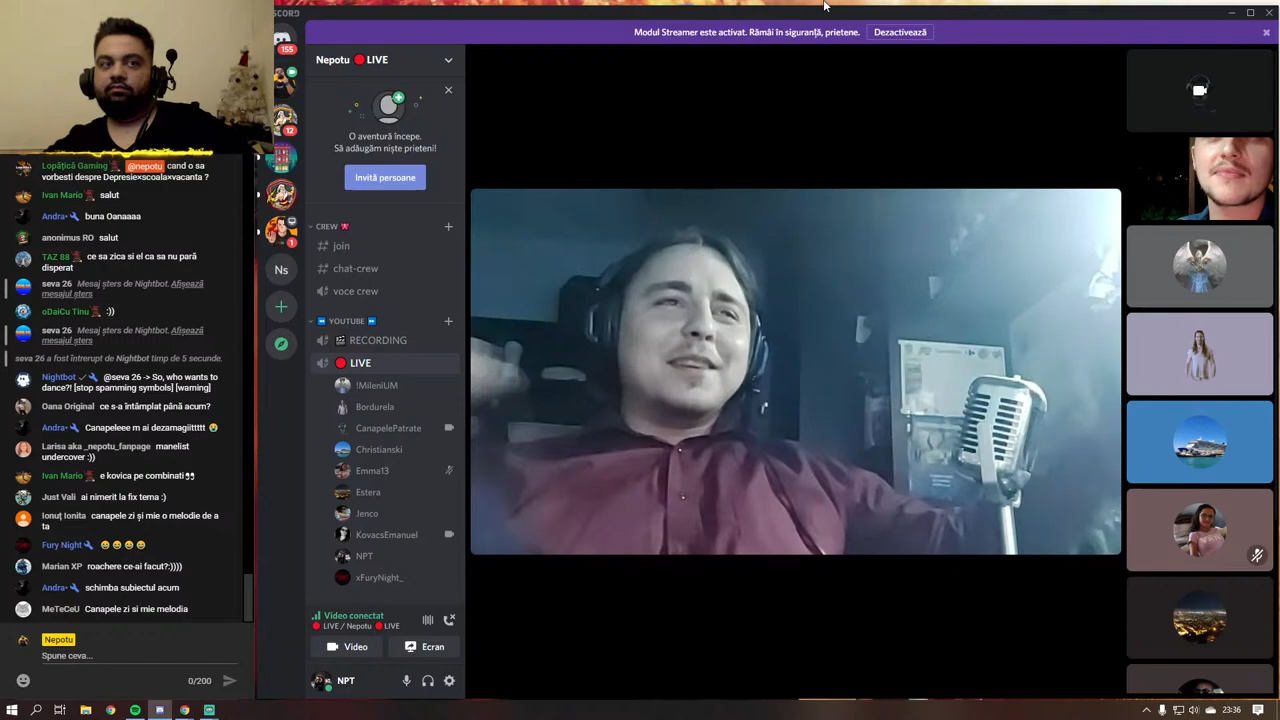 SCORD
Modul Streamer este activat. Rămâi în siguranță, prietene.
Dezactivează
155
12
1
Ns
Nepotu 🔴LIVE
O aventură începe.
Să adăugăm niște prieteni!
Invită persoane
CREW
join
chat-crew
voce crew
YOUTUBE
RECORDING
LIVE
!MileniUM
Bordurela
CanapelePatrate
Christianski
Emma13
Estera
Jenco
KovacsEmanuel
NPT
xFuryNight_
Video conectat
🔴 LIVE / Nepotu 🔴LIVE
Video
Ecran
NPT
Lopățică Gaming @nepotu cand o sa
vorbesti despre Depresie×scoala×vacanta ?
Ivan Mario salut
Andra• buna Oanaaaa
anonimus RO salut
TAZ 88 ce sa zica si el ca sa nu pară
disperat
seva 26 Mesaj șters de Nightbot. Afișează
mesajul șters
oDaiCu Tinu :))
seva 26 Mesaj șters de Nightbot. Afișează
mesajul șters
seva 26 a fost întrerupt de Nightbot timp de 5 secunde.
Nightbot @seva 26 -> So, who wants to
dance?! [stop spamming symbols] [warning]
Oana Original ce s-a întâmplat până acum?
Andra• Canapeleee m ai dezamagiittttt 😭
Larisa aka _nepotu_fanpage manelist
undercover :))
Ivan Mario e kovica pe combinati👀
Just Vali ai nimerit la fix tema :)
Ionuț Ionita canapele zi și mie o melodie de a
ta
Fury Night 😂 😂 😂 😂
Marian XP roachere ce-ai facut?:))))
Andra• schimba subiectul acum
MeTeCeU Canapele zi si mie melodia
Nepotu
Spune ceva...
0/200
23:36